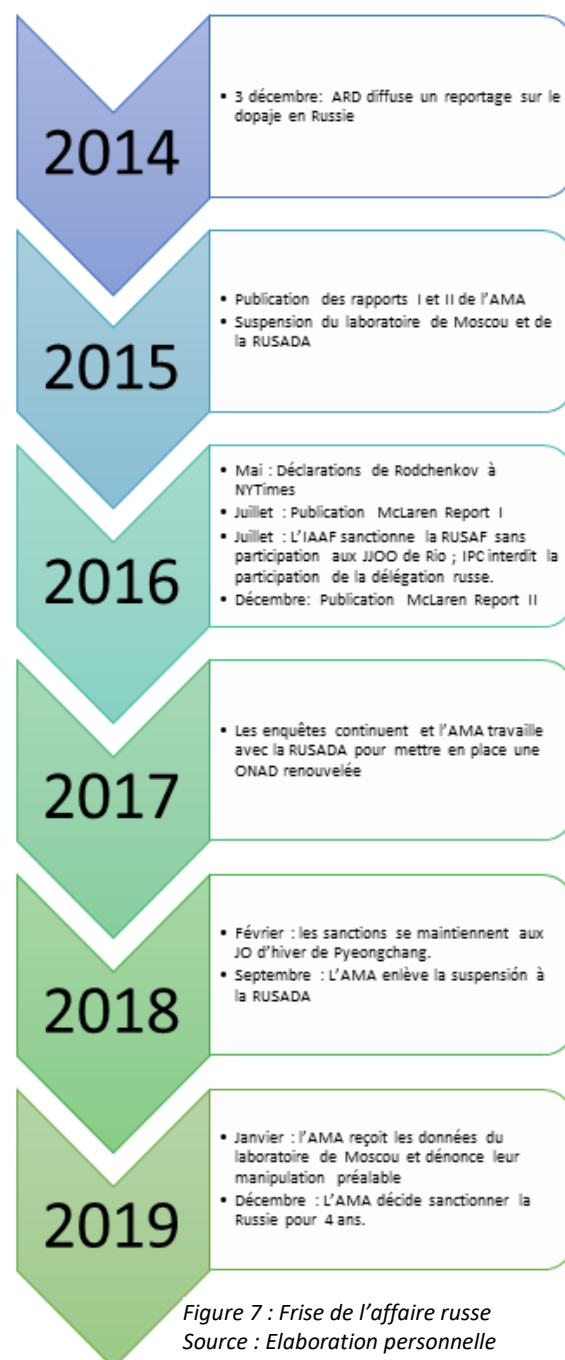 2014
• 3 décembre: ARD diffuse un reportage sur le
dopaje en Russie
2015
• Publication des rapports I et II de l'AMA
• Suspension du laboratoire de Moscou et de
la RUSADA
2016
• Mai : Déclarations de Rodchenkov à
NYTimes
• Juillet : Publication McLaren Report I
• Juillet : L'IAAF sanctionne la RUSAF sans
participation aux JJOO de Rio ; IPC interdit la
participation de la délégation russe.
• Décembre: Publication McLaren Report II
2017
• Les enquêtes continuent et l'AMA travaille
avec la RUSADA pour mettre en place une
ONAD renouvelée
2018
• Février : les sanctions se maintiennent aux
JO d'hiver de Pyeongchang.
• Septembre : L'AMA enlève la suspensión à
la RUSADA
2019
• Janvier : l'AMA reçoit les données du
laboratoire de Moscou et dénonce leur
manipulation préalable
• Décembre : L'AMA décide sanctionner la
Russie pour 4 ans.
Figure 7 : Frise de l'affaire russe
Source : Elaboration personnelle